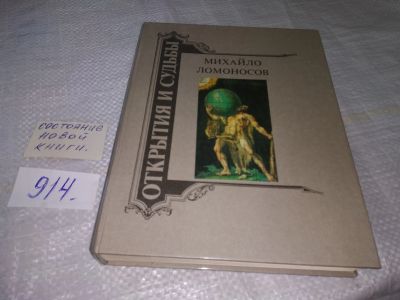 МИХАЙЛО
ЛОМОНОСОВ
ОТКРЫТИЯ И СУДЬБЫ
состояние
новой
книги.
914.